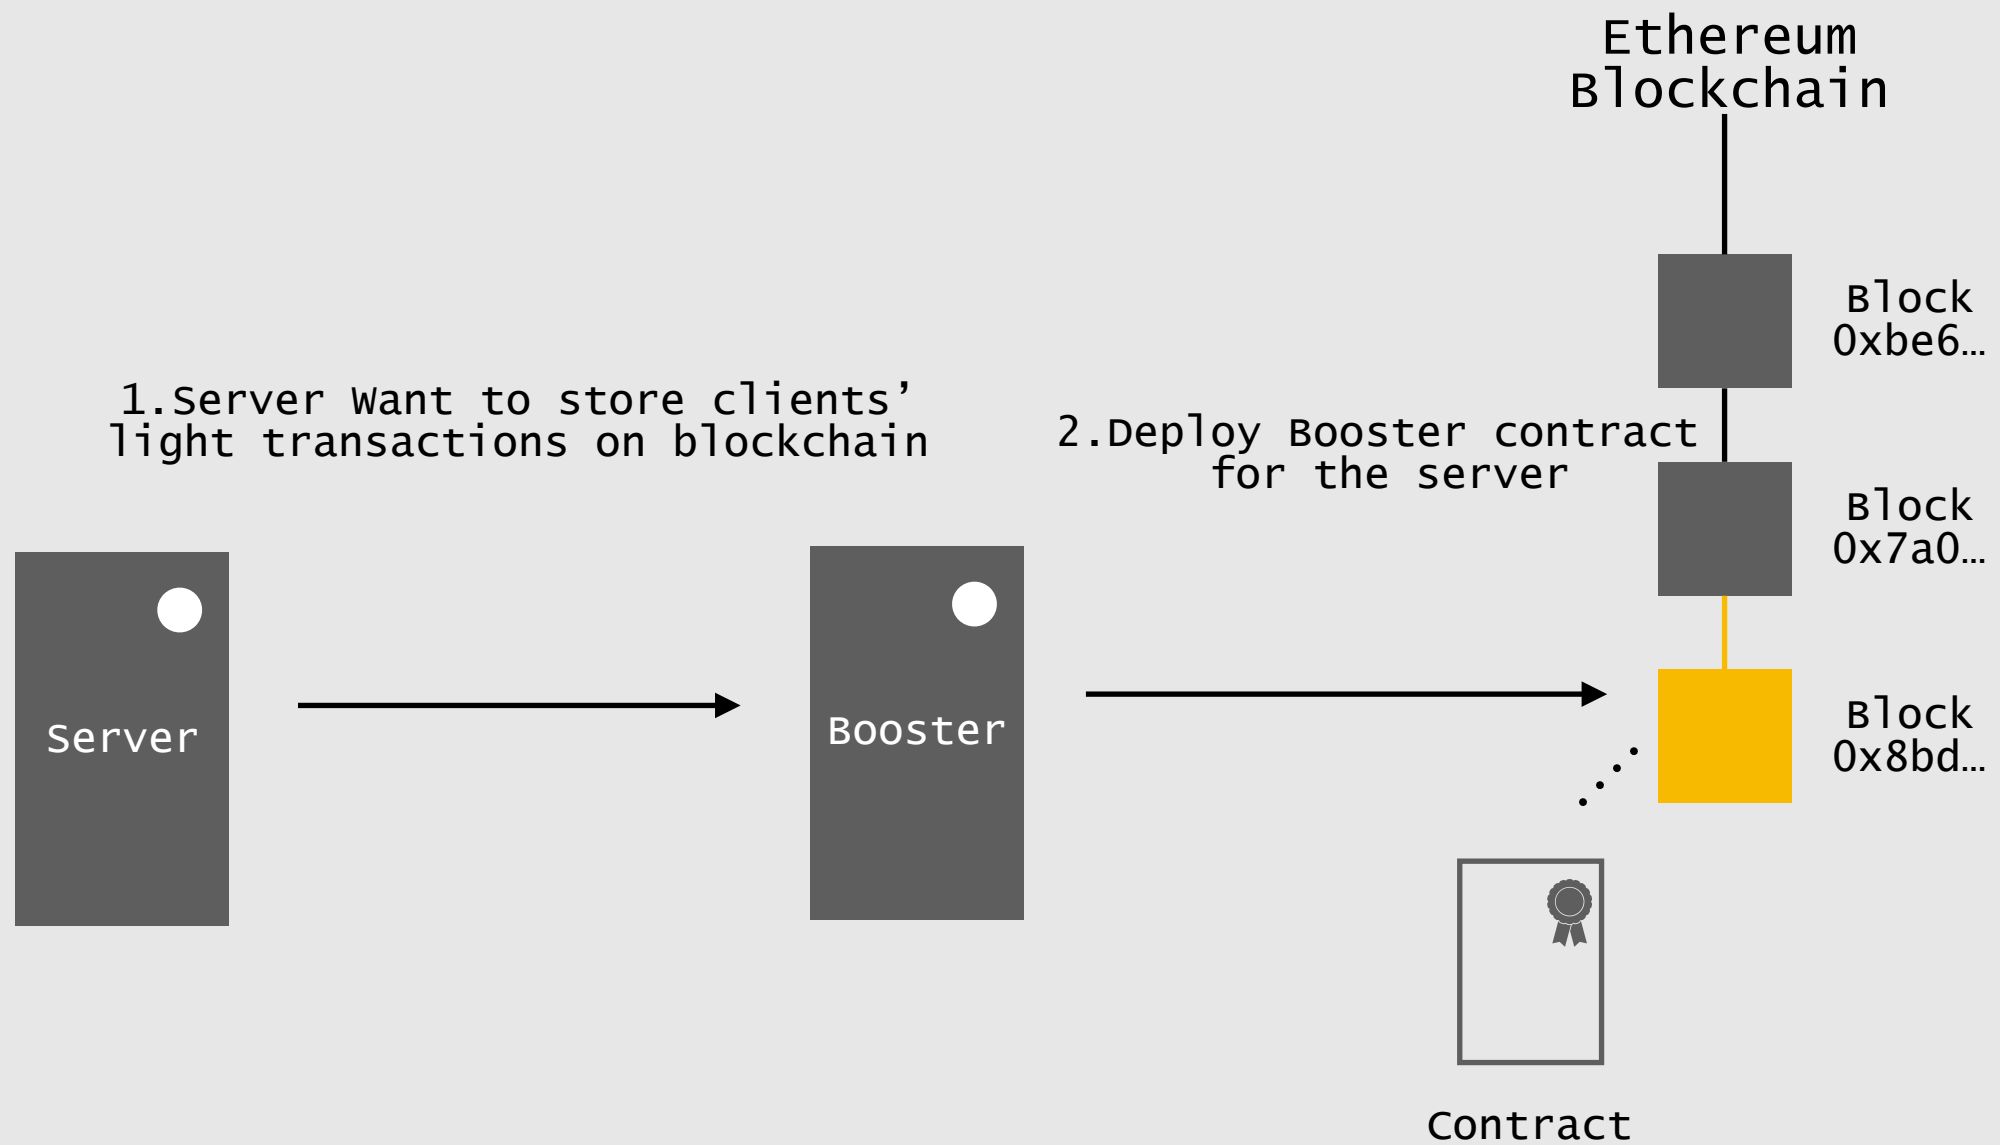 Ethereum
Blockchain
Block
0xbe6…
1.Server Want to store clients’
light transactions on blockchain
2.Deploy Booster contract
for the server
Block
0x7a0…
Server
Booster
Block
0x8bd…
Contract